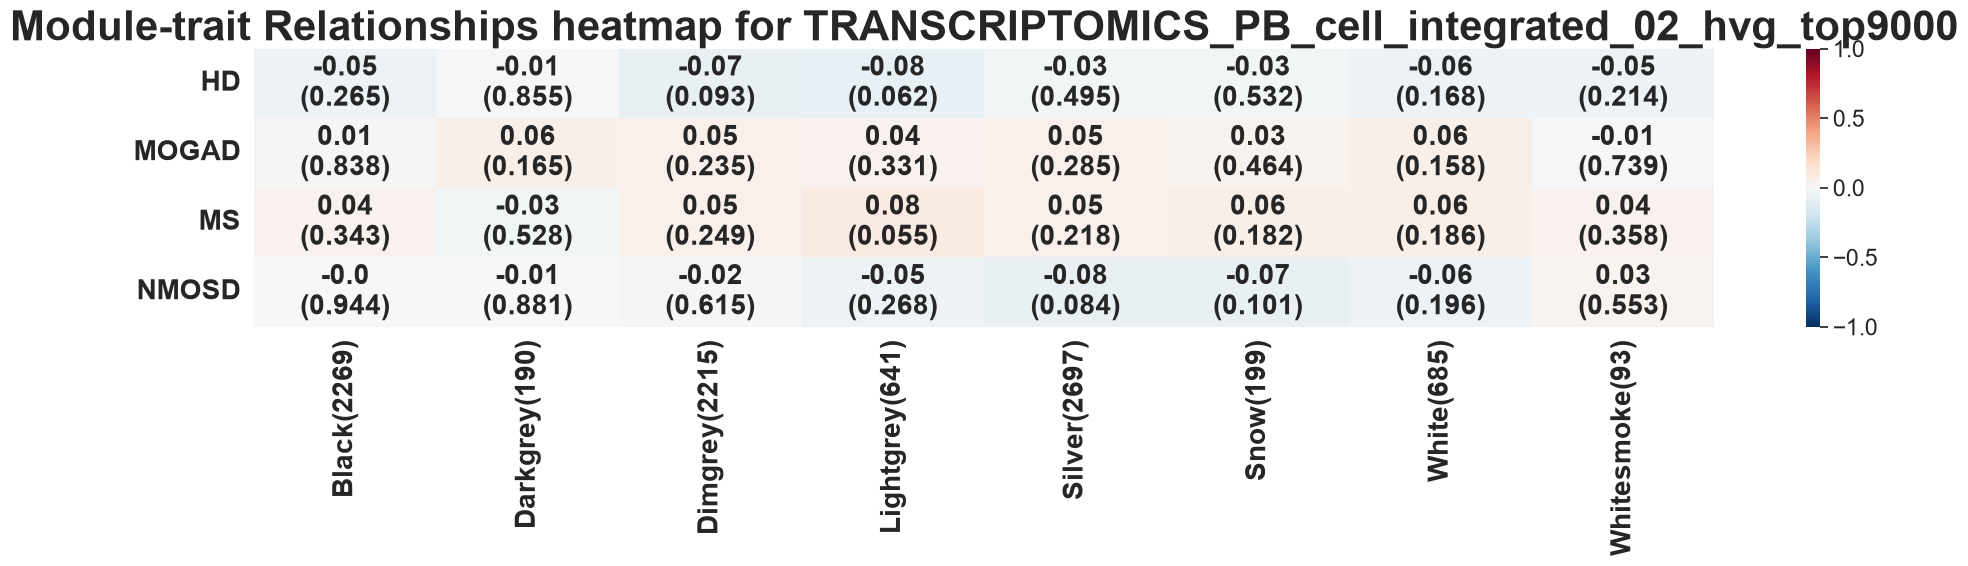 Module-trait Relationships heatmap for TRANSCRIPTOMICS_PB_cell_integrated_02_hvg_top9000
HD
-0.05 -0.01 -0.07 -0.08 -0.03 -0.03 -0.06 -0.05
(0.265) (0.855) (0.093) (0.062) (0.495) (0.532) (0.168) (0.214)
MOGAD
0.01 0.06 0.05 0.04 0.05 0.03 0.06 -0.01
(0.838) (0.165) (0.235) (0.331) (0.285) (0.464) (0.158) (0.739)
MS
0.04 -0.03 0.05 0.08 0.05 0.06 0.06 0.04
(0.343) (0.528) (0.249) (0.055) (0.218) (0.182) (0.186) (0.358)
NMOSD
-0.0 -0.01 -0.02 -0.05 -0.08 -0.07 -0.06 0.03
(0.944) (0.881) (0.615) (0.268) (0.084) (0.101) (0.196) (0.553)
Black(2269)
Darkgrey(190)
Dimgrey(2215)
Lightgrey(641)
Silver(2697)
Snow(199)
White(685)
Whitesmoke(93)
1.0
0.5
0.0
−0.5
−1.0